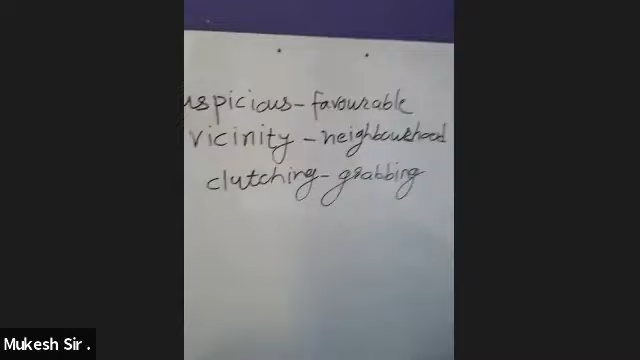 uspicious - favourable
vicinity - neighbourhood
clutching - grabbing
Mukesh Sir .